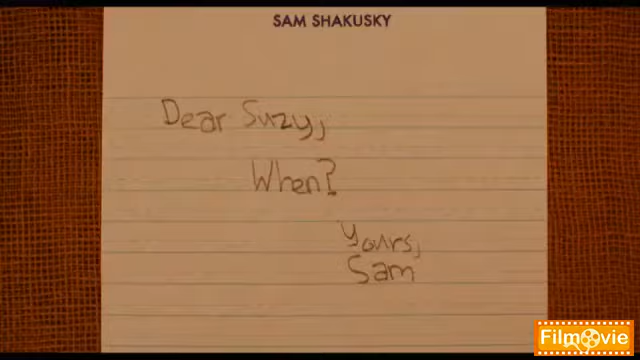 SAM SHAKUSKY
Dear Suzy,
When?
Yours,
Sam
Filmovie